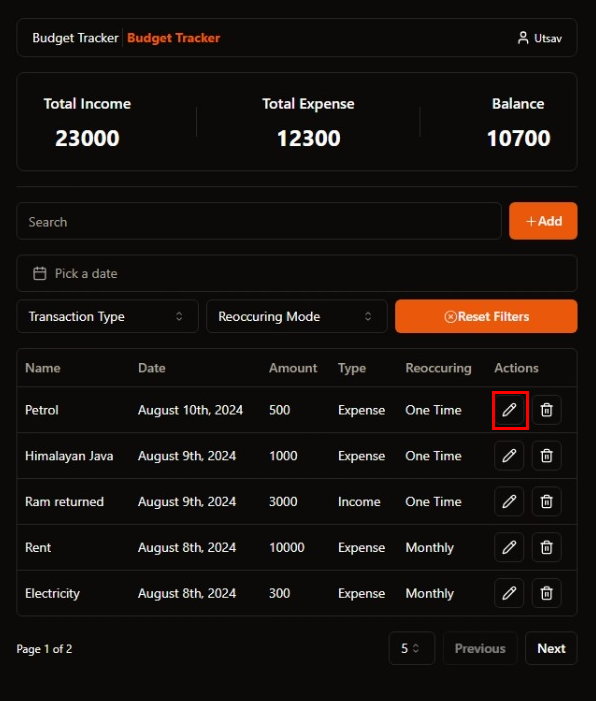 Budget Tracker Budget Tracker Utsav
Total Income Total Expense Balance
23000 12300 10700
Search +Add
Pick a date
Transaction Type Reoccuring Mode Reset Filters
Name Date Amount Type Reoccuring Actions
Petrol August 10th, 2024 500 Expense One Time
Himalayan Java August 9th, 2024 1000 Expense One Time
Ram returned August 9th, 2024 3000 Income One Time
Rent August 8th, 2024 10000 Expense Monthly
Electricity August 8th, 2024 300 Expense Monthly
Page 1 of 2 5 Previous Next